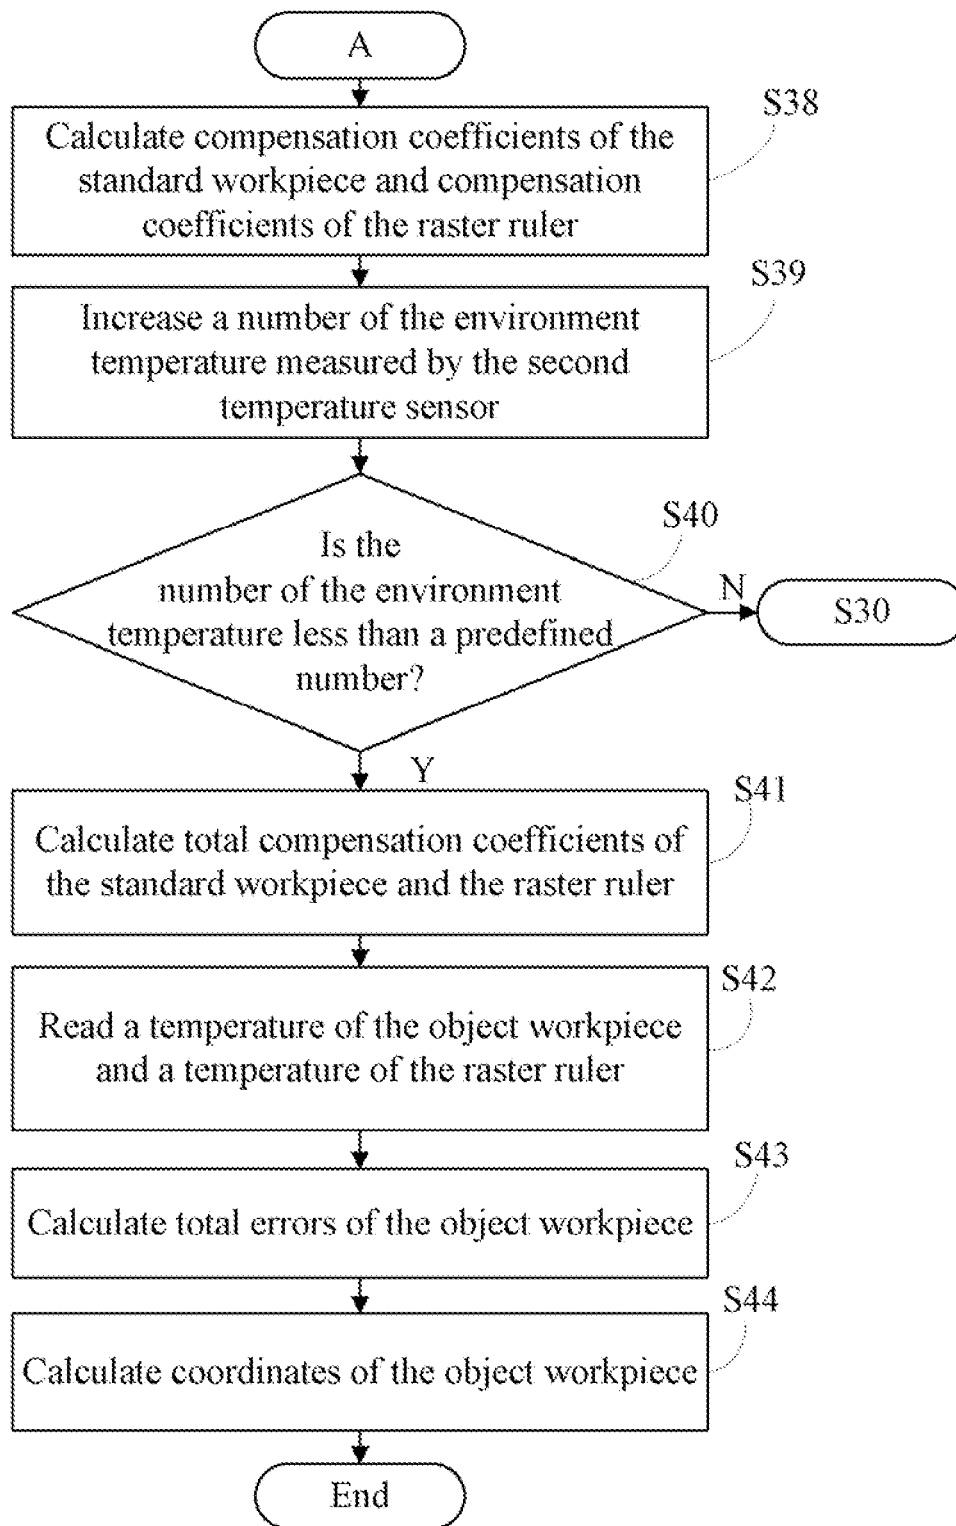 A
S38
Calculate compensation coefficients of the
standard workpiece and compensation
coefficients of the raster ruler
S39
Increase a number of the environment
temperature measured by the second
temperature sensor
S40
Is the
number of the environment
temperature less than a predefined
number?
N
S30
Y
S41
Calculate total compensation coefficients of
the standard workpiece and the raster ruler
S42
Read a temperature of the object workpiece
and a temperature of the raster ruler
S43
Calculate total errors of the object workpiece
S44
Calculate coordinates of the object workpiece
End